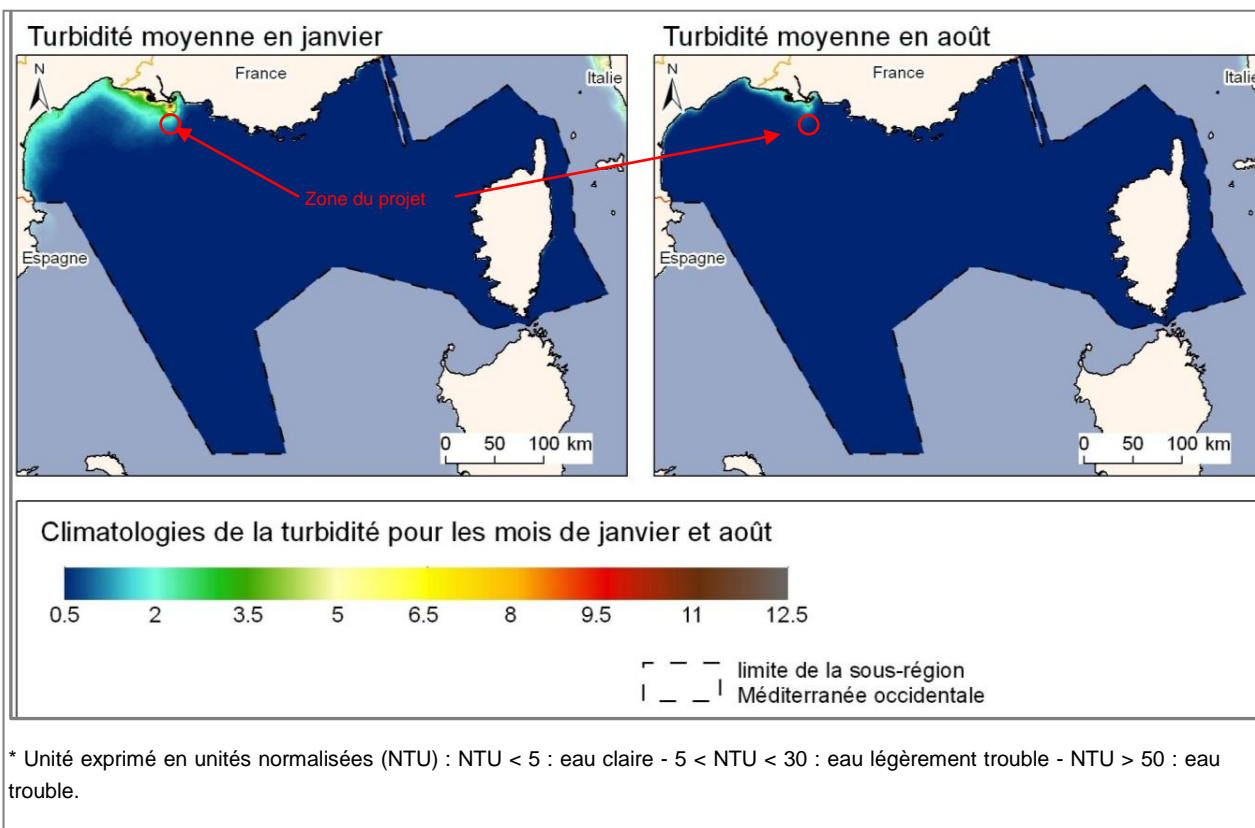 Turbidité moyenne en janvier
Turbidité moyenne en août
N
France
Italie
Zone du projet
Espagne
0 50 100 km
N
France
Itali
Espagne
0 50 100 km
Climatologies de la turbidité pour les mois de janvier et août
0.5 2 3.5 5 6.5 8 9.5 11 12.5
limite de la sous-région
Méditerranée occidentale
* Unité exprimé en unités normalisées (NTU) : NTU < 5 : eau claire - 5 < NTU < 30 : eau légèrement trouble - NTU > 50 : eau
trouble.